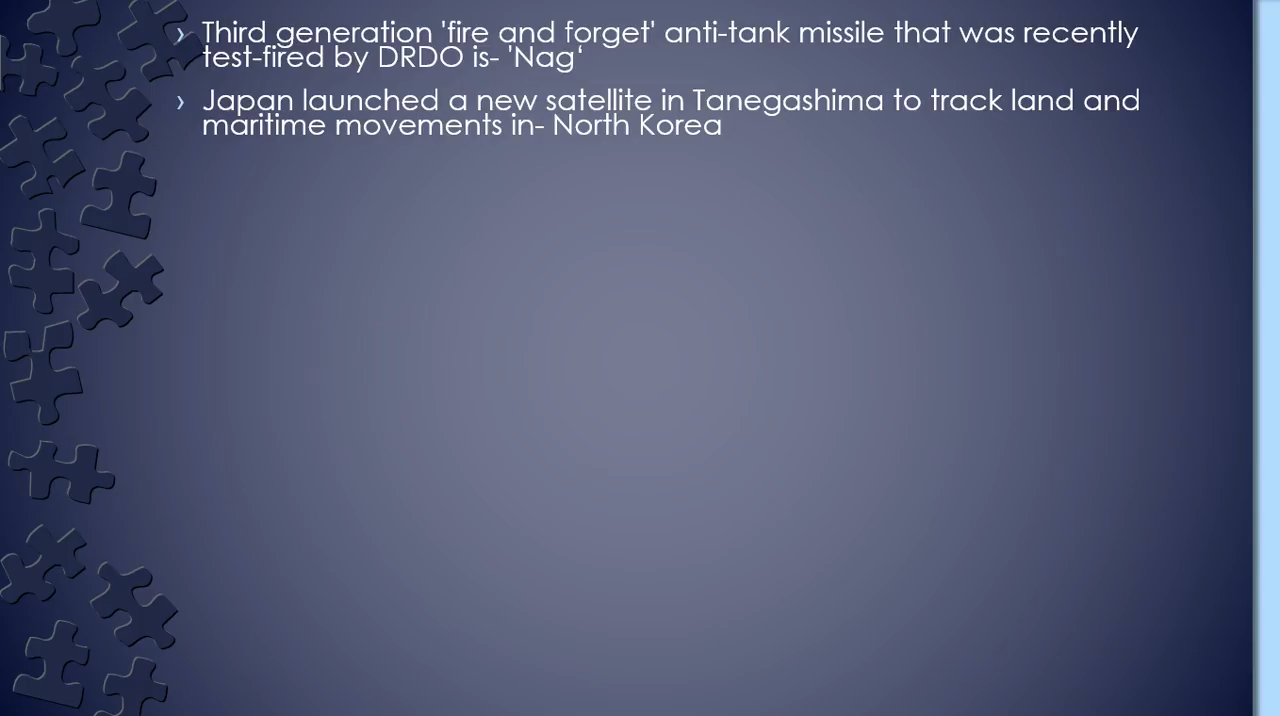 › Third generation 'fire and forget' anti-tank missile that was recently
test-fired by DRDO is- 'Nag‘
› Japan launched a new satellite in Tanegashima to track land and
maritime movements in- North Korea